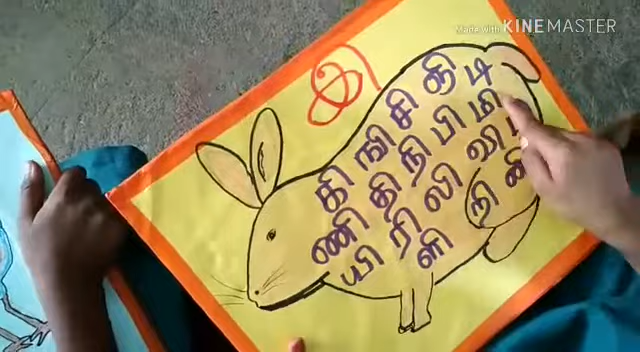 Made with KINEMASTER
இ
கி ஙி சி ஞி டி
ணி தி நி பி மி
யி ரி லி வி
ளி றி னி